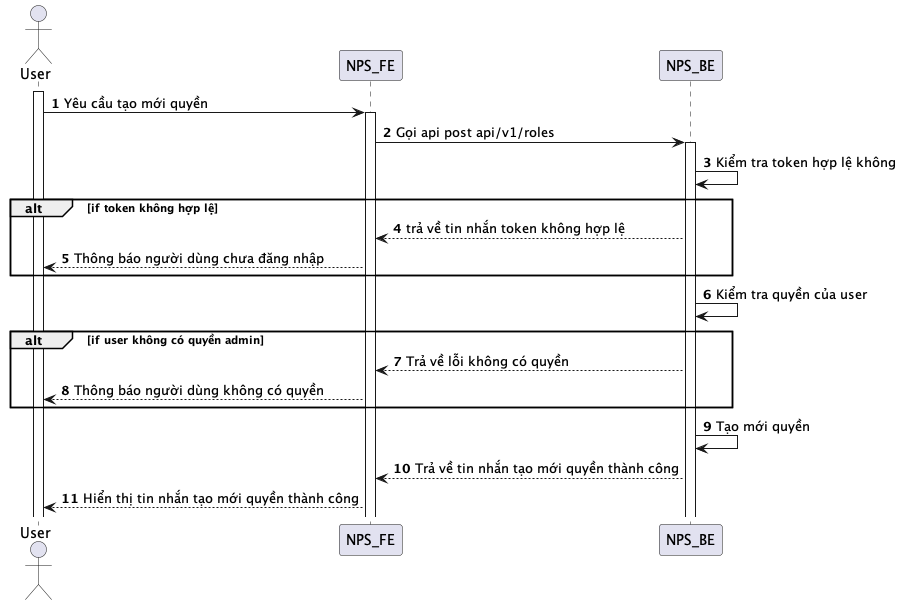 User
NPS_FE
NPS_BE
1 Yêu cầu tạo mới quyền
2 Gọi api post api/v1/roles
3 Kiểm tra token hợp lệ không
alt [if token không hợp lệ]
4 trả về tin nhắn token không hợp lệ
5 Thông báo người dùng chưa đăng nhập
6 Kiểm tra quyền của user
alt [if user không có quyền admin]
7 Trả về lỗi không có quyền
8 Thông báo người dùng không có quyền
9 Tạo mới quyền
10 Trả về tin nhắn tạo mới quyền thành công
11 Hiển thị tin nhắn tạo mới quyền thành công
User
NPS_FE
NPS_BE